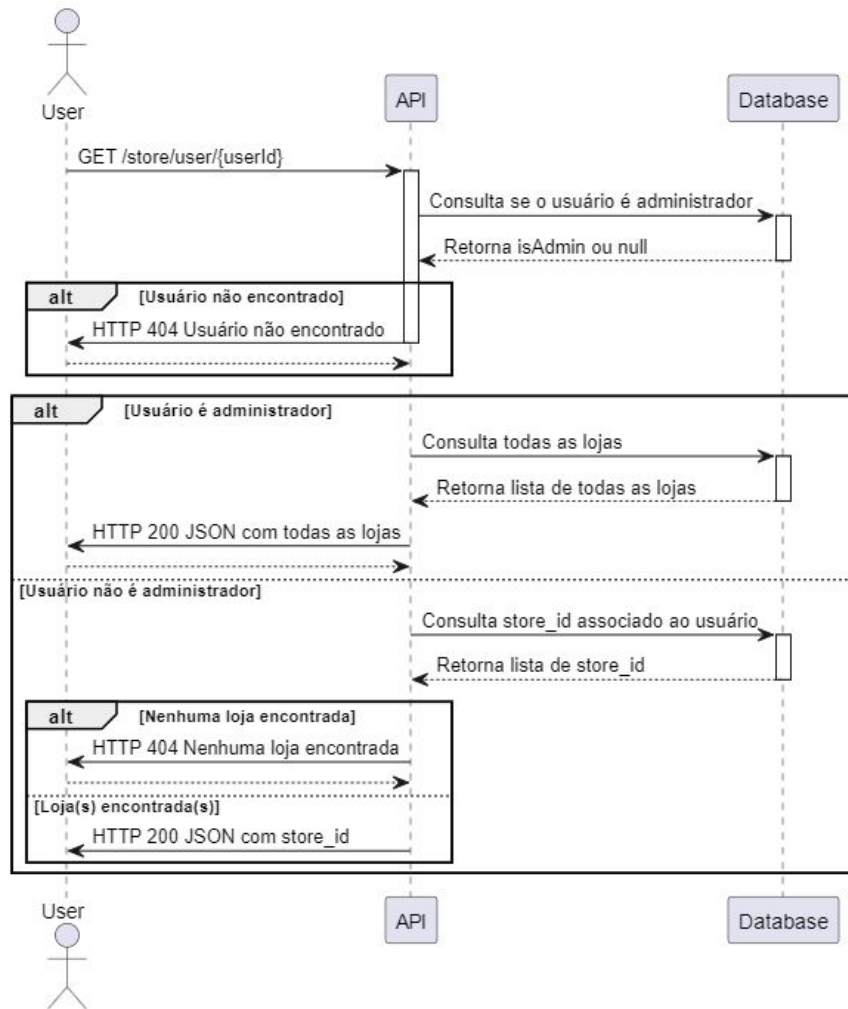 User
API
Database
GET /store/user/{userId}
Consulta se o usuário é administrador
Retorna isAdmin ou null
alt [Usuário não encontrado]
HTTP 404 Usuário não encontrado
alt [Usuário é administrador]
Consulta todas as lojas
Retorna lista de todas as lojas
HTTP 200 JSON com todas as lojas
[Usuário não é administrador]
Consulta store_id associado ao usuário
Retorna lista de store_id
alt [Nenhuma loja encontrada]
HTTP 404 Nenhuma loja encontrada
[Loja(s) encontrada(s)]
HTTP 200 JSON com store_id
User
API
Database